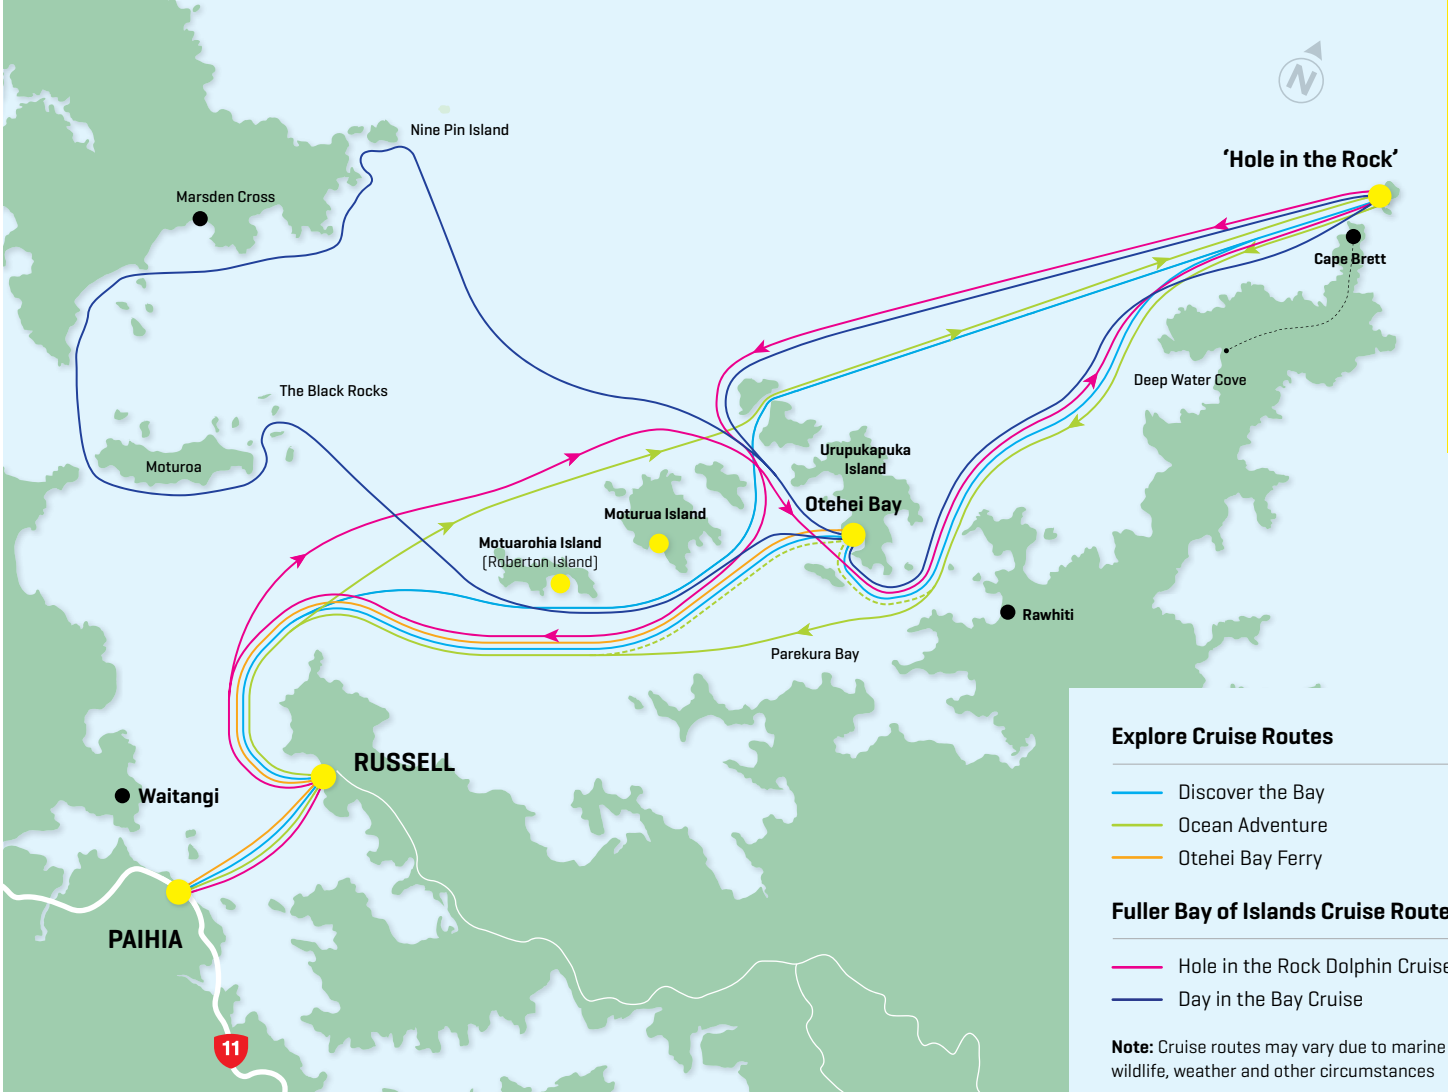 Nine Pin Island
N
'Hole in the Rock'
Marsden Cross
Cape Brett
Deep Water Cove
The Black Rocks
Urupukapuka
Island
Moturoa
Otehei Bay
Moturua Island
Motuarohia Island
(Roberton Island)
Rawhiti
Parekura Bay
RUSSELL
Waitangi
PAIHIA
11
Explore Cruise Routes
Discover the Bay
Ocean Adventure
Otehei Bay Ferry
Fuller Bay of Islands Cruise Route
Hole in the Rock Dolphin Cruise
Day in the Bay Cruise
Note: Cruise routes may vary due to marine
wildlife, weather and other circumstances